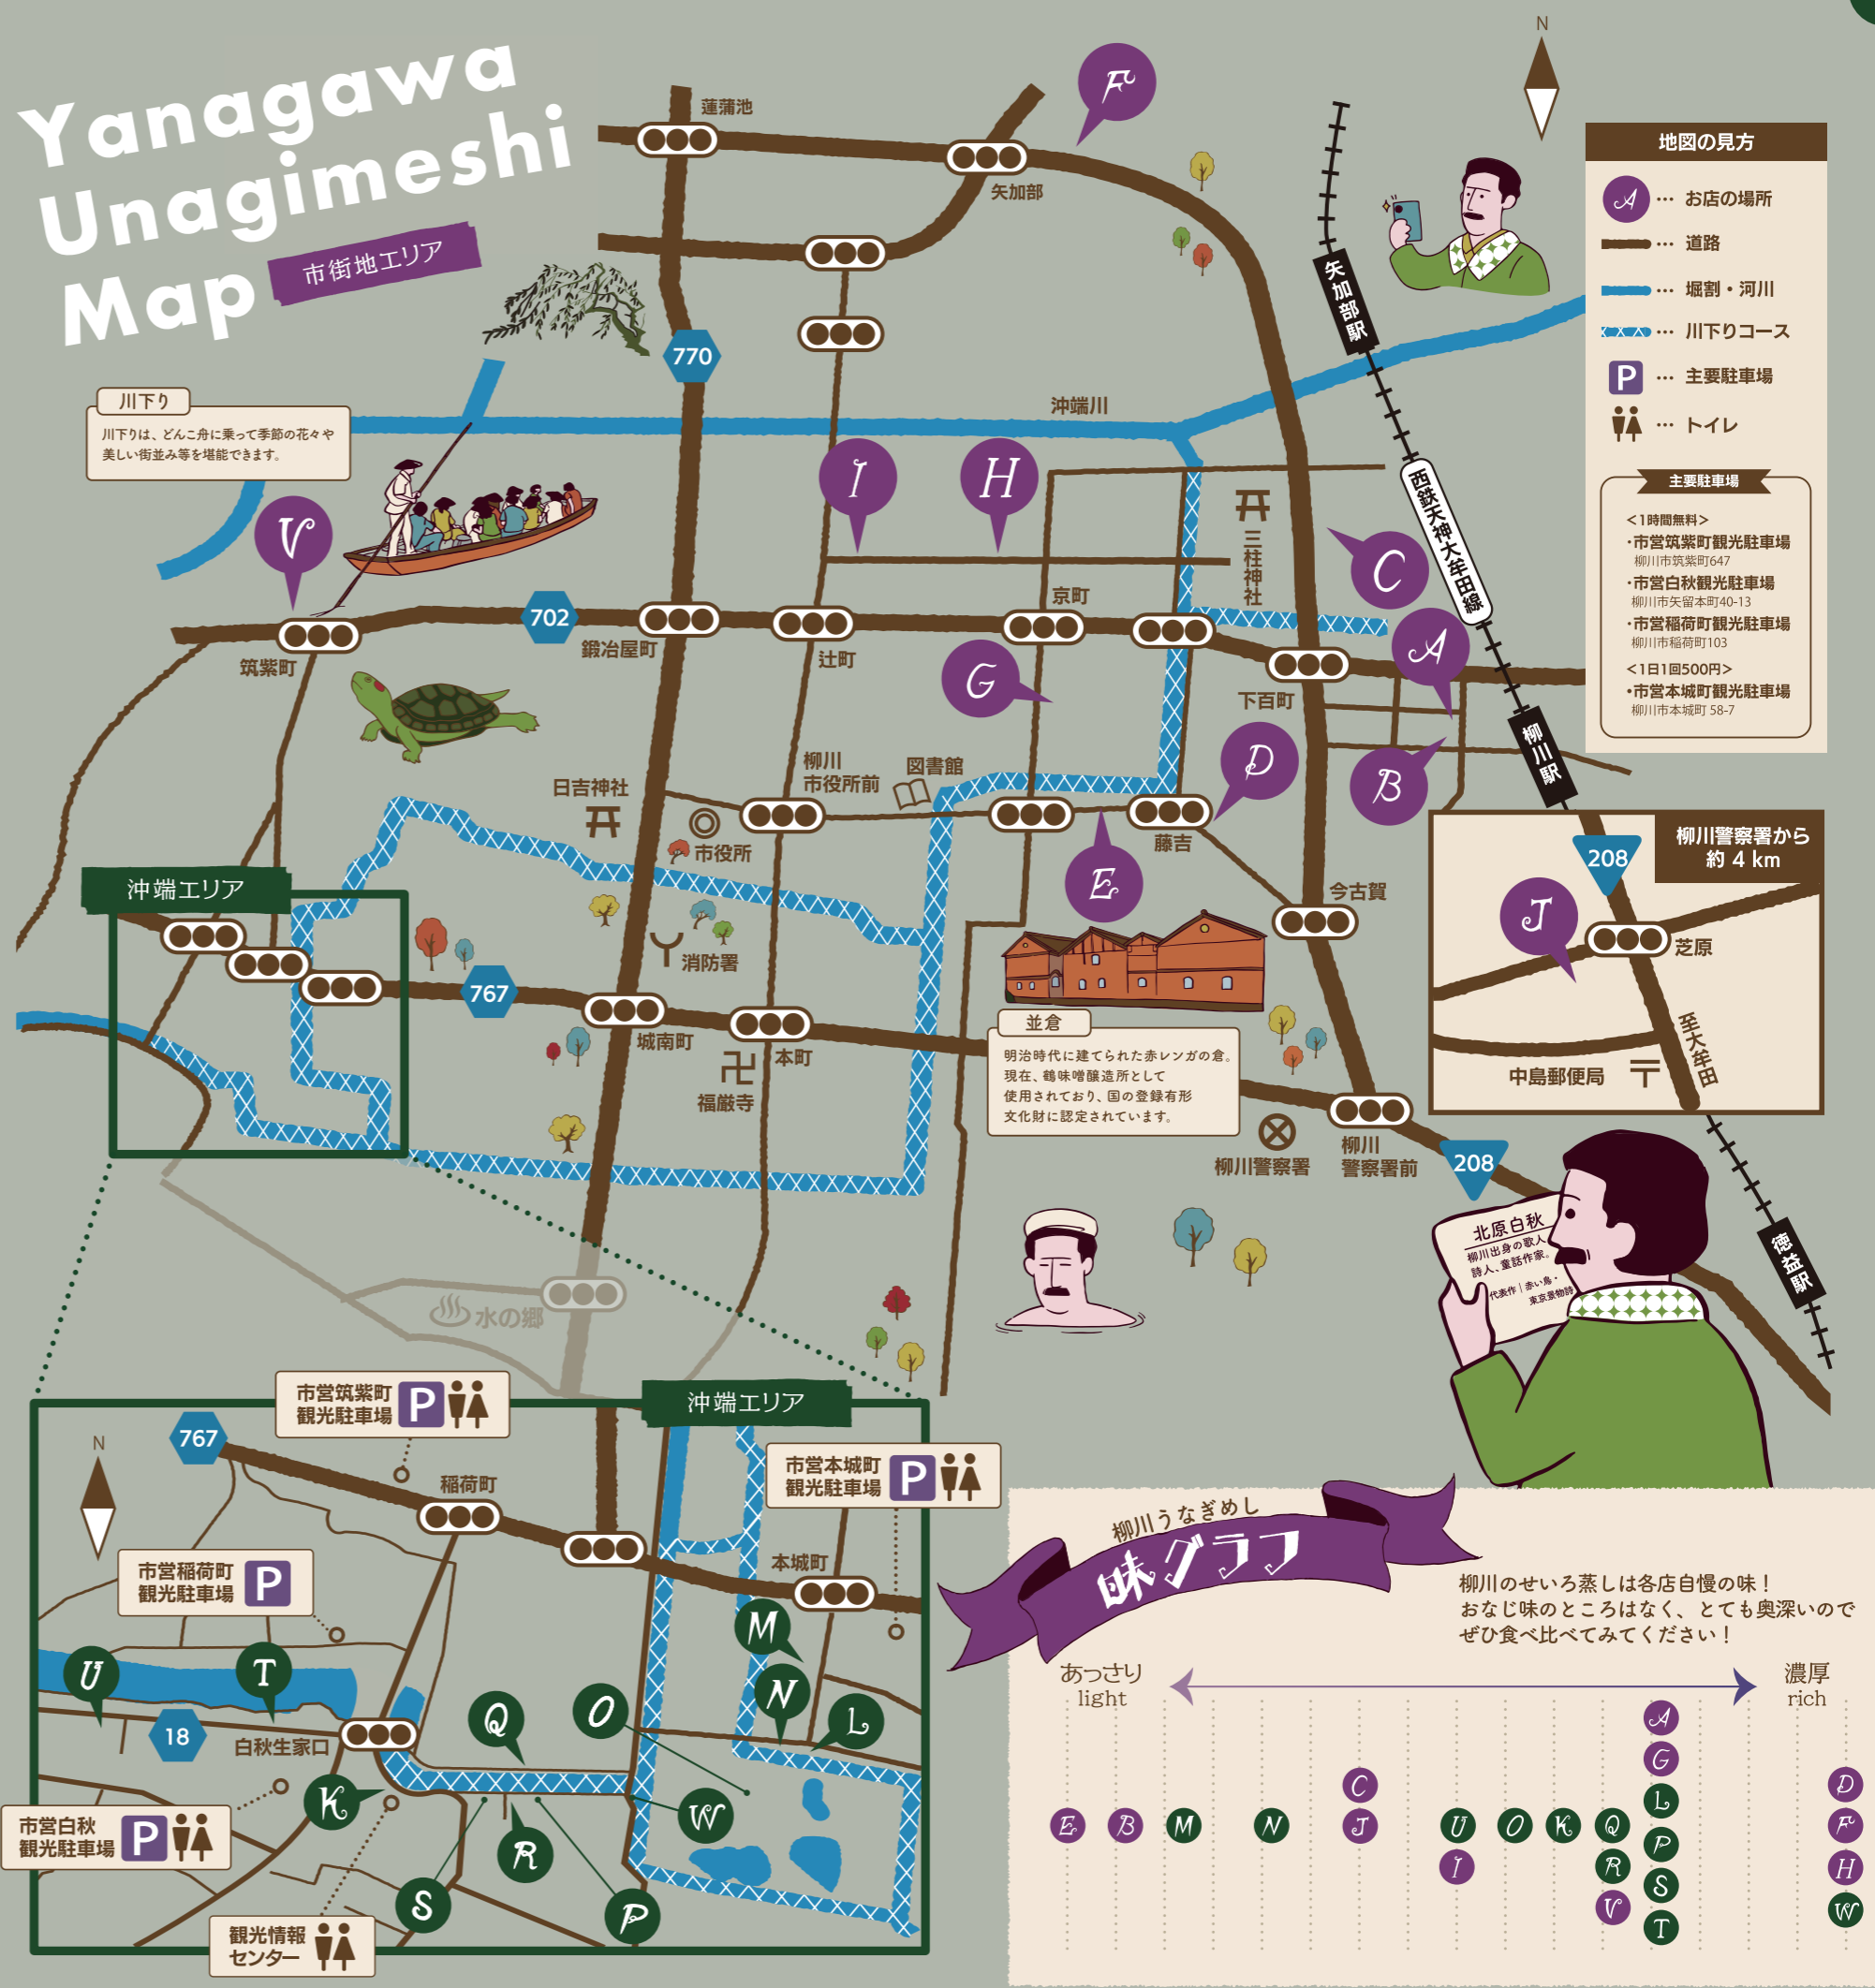 Yanagawa
Unagimeshi
Map
市街地エリア
N
地図の見方
A … お店の場所
… 道路
… 堀割・河川
… 川下りコース
P … 主要駐車場
… トイレ
主要駐車場
＜1時間無料＞
・市営筑紫町観光駐車場
柳川市筑紫町647
・市営白秋観光駐車場
柳川市矢留本町40-13
・市営稲荷町観光駐車場
柳川市稲荷町103
＜1日1回500円＞
・市営本城町観光駐車場
柳川市本城町 58-7
蓮蒲池
矢加部
F
矢加部駅
770
川下り
川下りは、どんこ舟に乗って季節の花々や
美しい街並み等を堪能できます。
沖端川
I
H
V
三柱神社
C
西鉄天神大牟田線
702
筑紫町
鍛冶屋町
辻町
京町
G
A
下百町
柳川駅
D
B
日吉神社
柳川
市役所前
図書館
市役所
藤吉
E
今古賀
沖端エリア
消防署
767
城南町
本町
福厳寺
並倉
明治時代に建てられた赤レンガの倉。
現在、鶴味噌醸造所として
使用されており、国の登録有形
文化財に認定されています。
柳川警察署
柳川
警察署前
208
柳川警察署から
約 4 km
208
J
芝原
至大牟田
中島郵便局
徳益駅
北原白秋
柳川出身の歌人
詩人、童話作家。
代表作｜赤い鳥・
東京景物詩
水の郷
沖端エリア
市営筑紫町
観光駐車場 P
市営本城町
観光駐車場 P
N
767
稲荷町
本城町
市営稲荷町
観光駐車場 P
U
T
M
N
L
O
Q
18
白秋生家口
K
W
R
S
P
市営白秋
観光駐車場 P
観光情報
センター
柳川うなぎめし
味グラフ
柳川のせいろ蒸しは各店自慢の味！
おなじ味のところはなく、とても奥深いので
ぜひ食べ比べてみてください！
あっさり
light
濃厚
rich
A
G
C L D
E B M N J U O K Q P F
I R S H
V T W